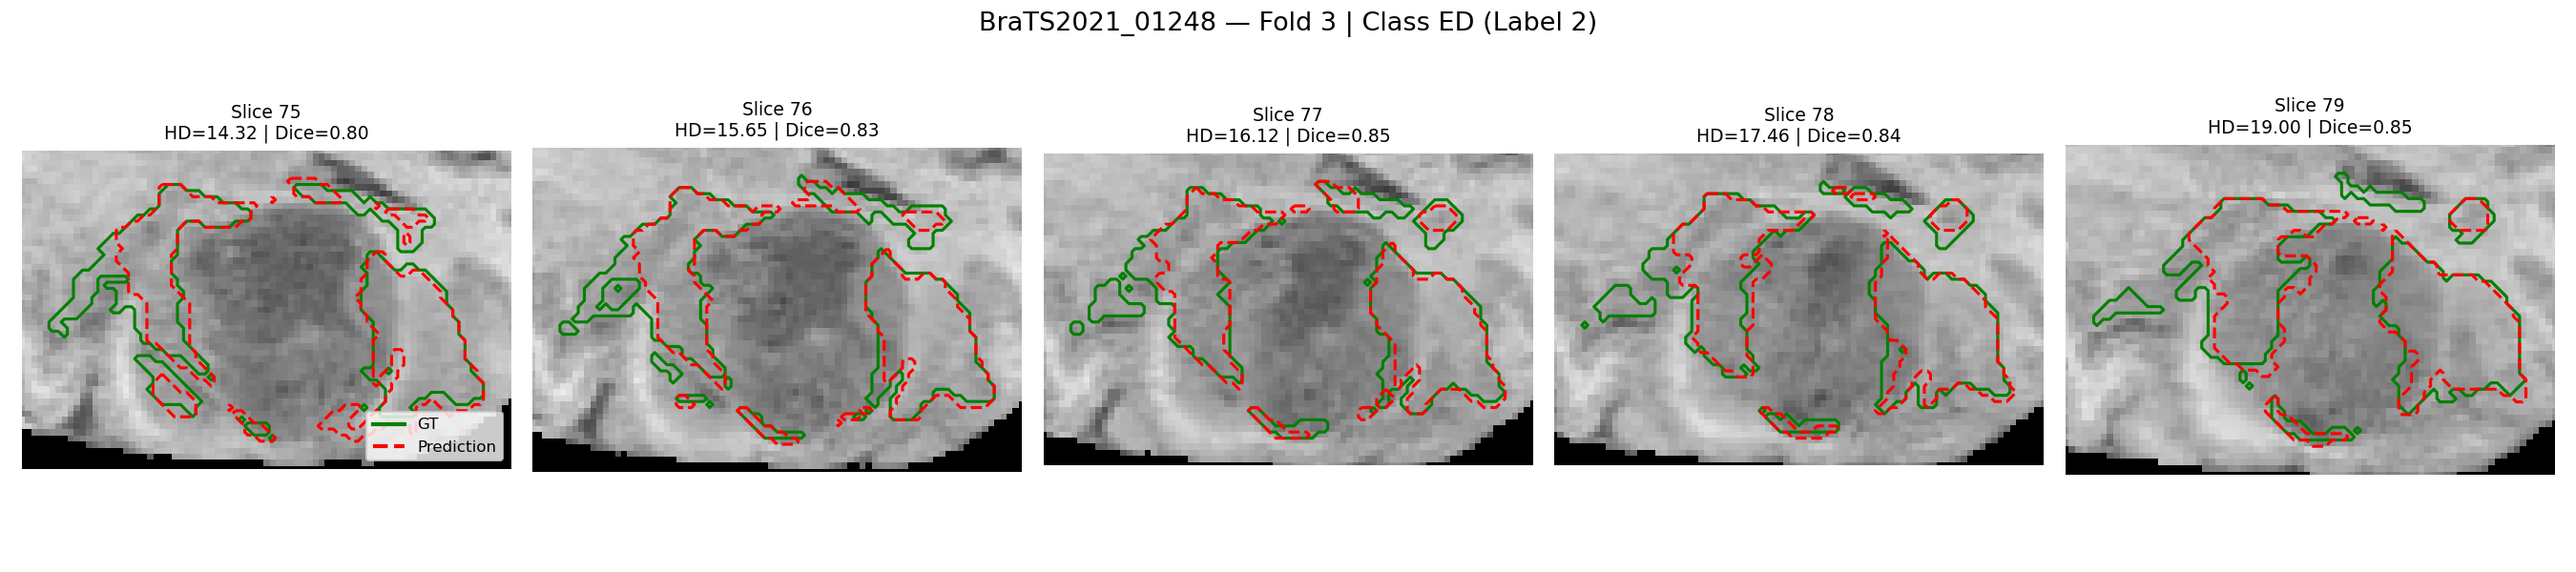 BraTS2021_01248 — Fold 3 | Class ED (Label 2)
Slice 75
HD=14.32 | Dice=0.80
Slice 76
HD=15.65 | Dice=0.83
Slice 77
HD=16.12 | Dice=0.85
Slice 78
HD=17.46 | Dice=0.84
Slice 79
HD=19.00 | Dice=0.85
GT
Prediction